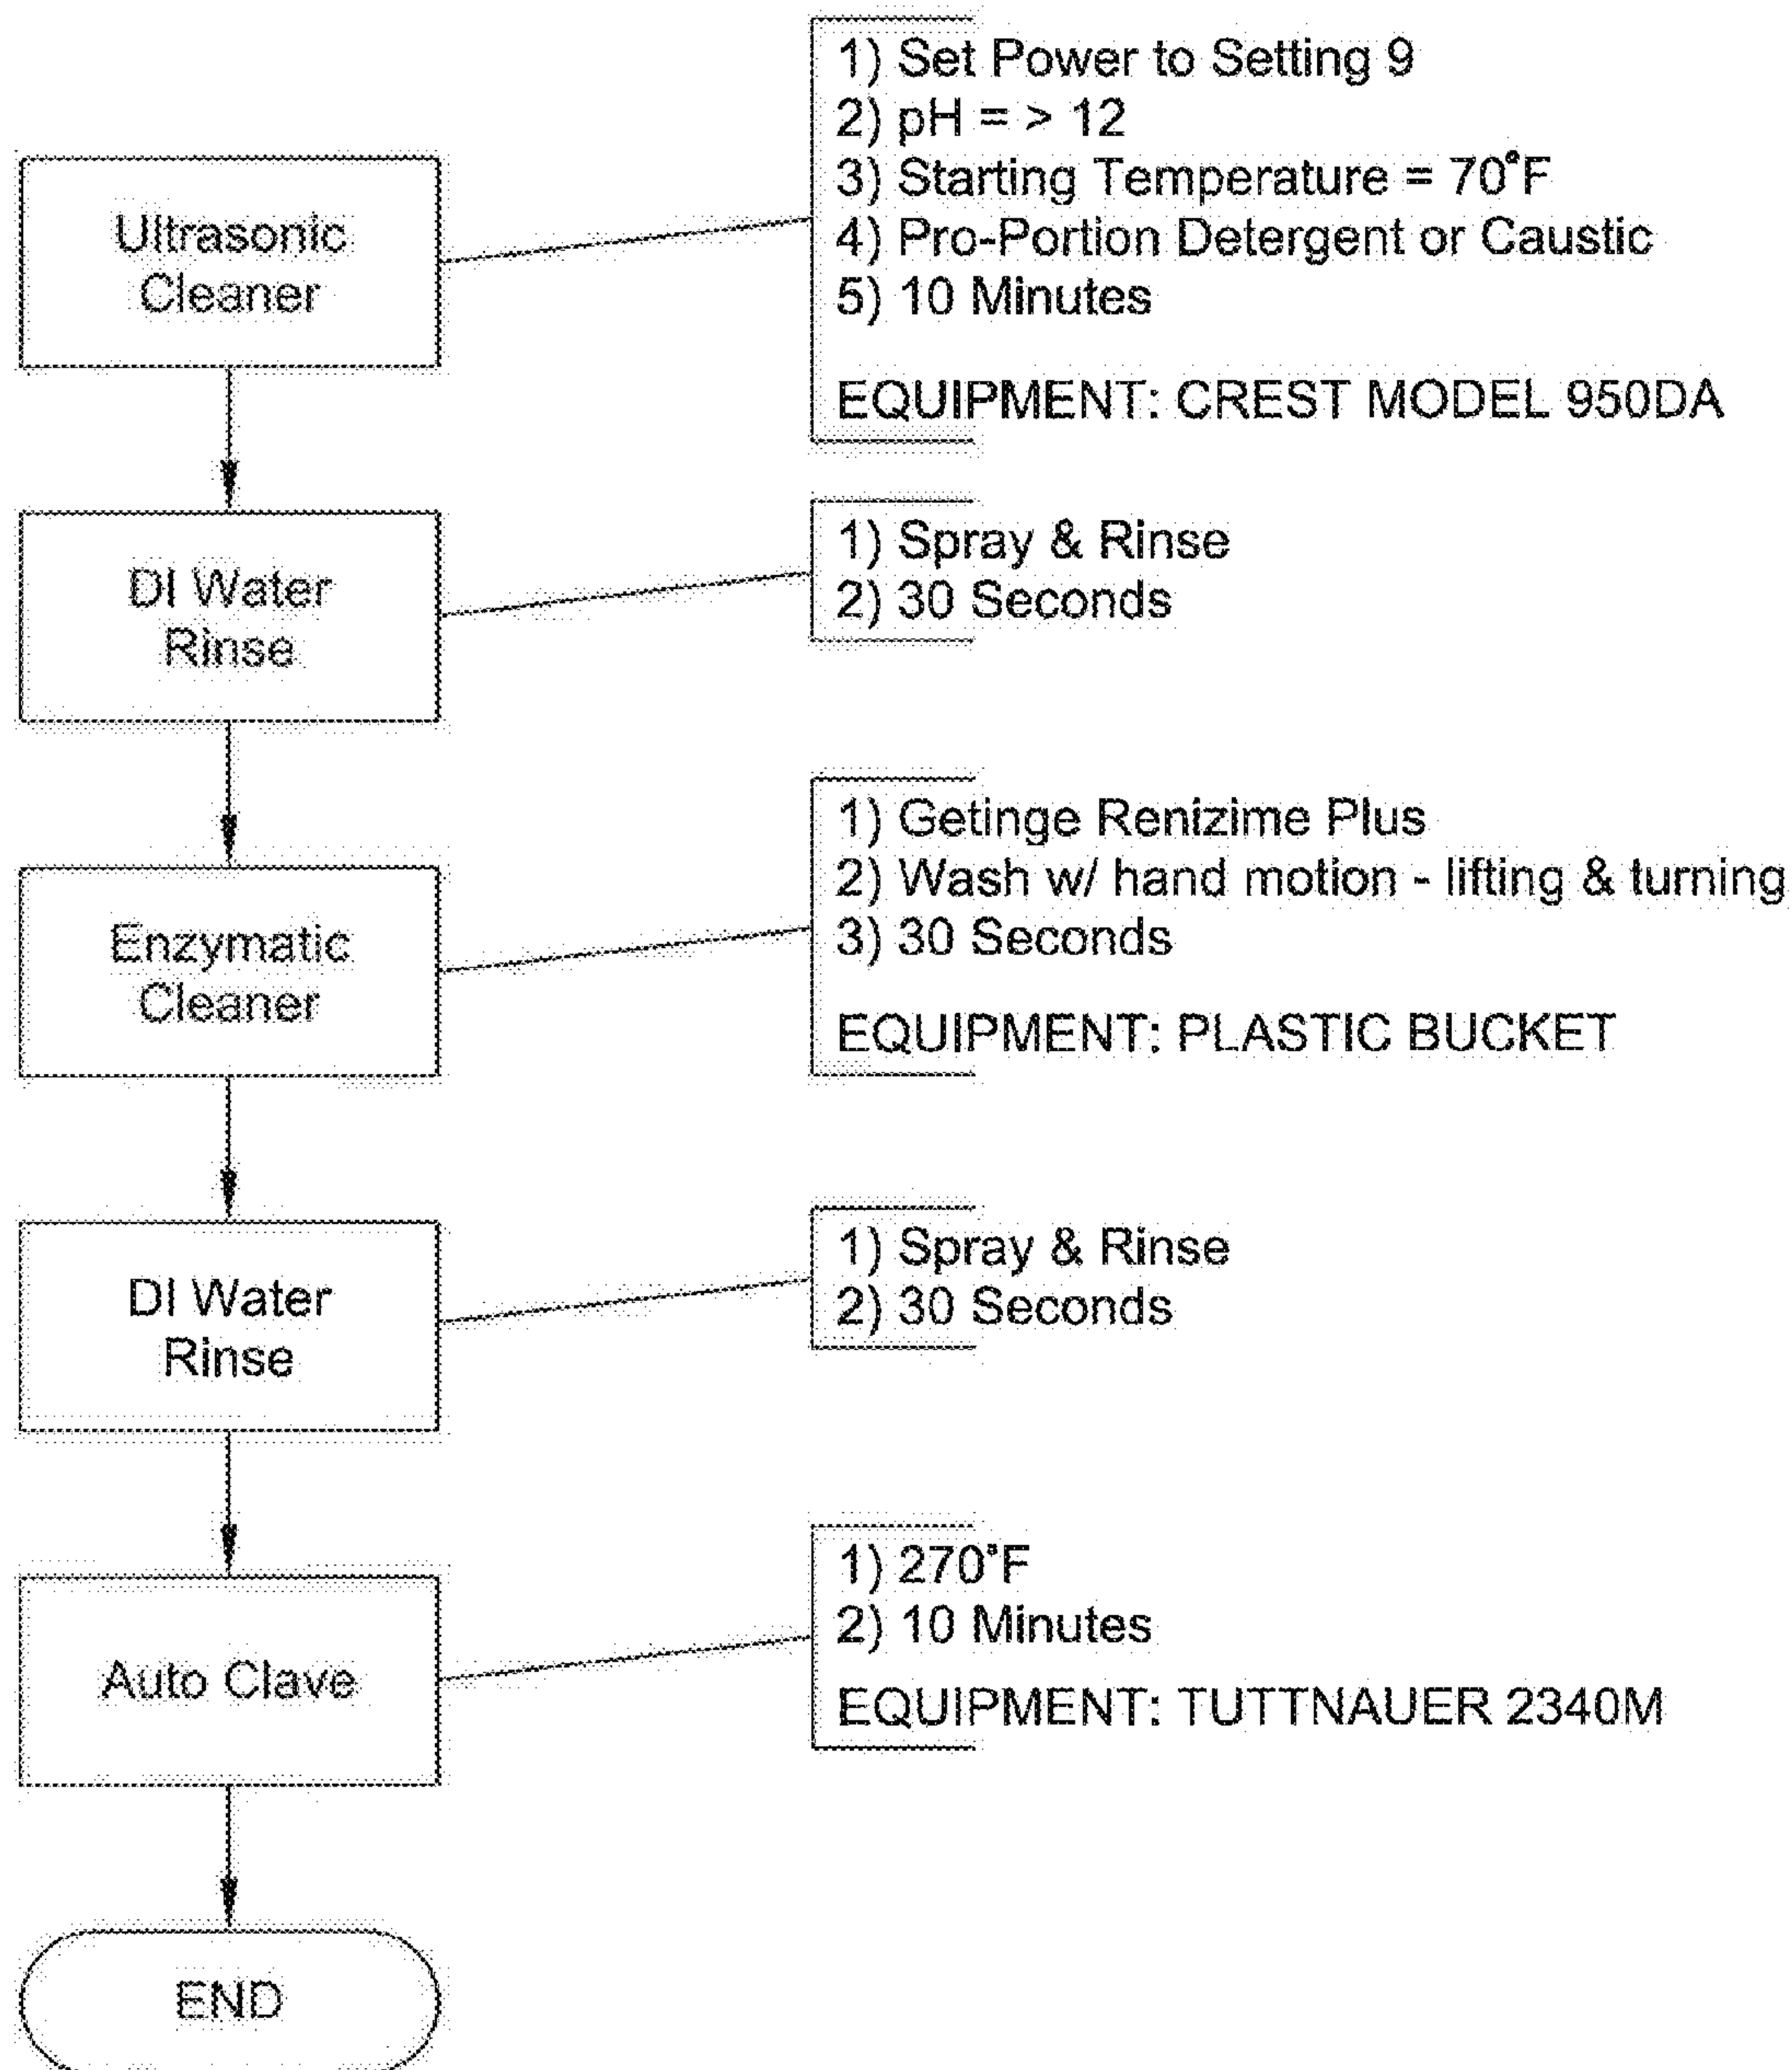 Ultrasonic
Cleaner
1) Set Power to Setting 9
2) pH = > 12
3) Starting Temperature = 70°F
4) Pro-Portion Detergent or Caustic
5) 10 Minutes
EQUIPMENT: CREST MODEL 950DA
DI Water
Rinse
1) Spray & Rinse
2) 30 Seconds
Enzymatic
Cleaner
1) Getinge Renizime Plus
2) Wash w/ hand motion - lifting & turning
3) 30 Seconds
EQUIPMENT: PLASTIC BUCKET
DI Water
Rinse
1) Spray & Rinse
2) 30 Seconds
Auto Clave
1) 270°F
2) 10 Minutes
EQUIPMENT: TUTTNAUER 2340M
END